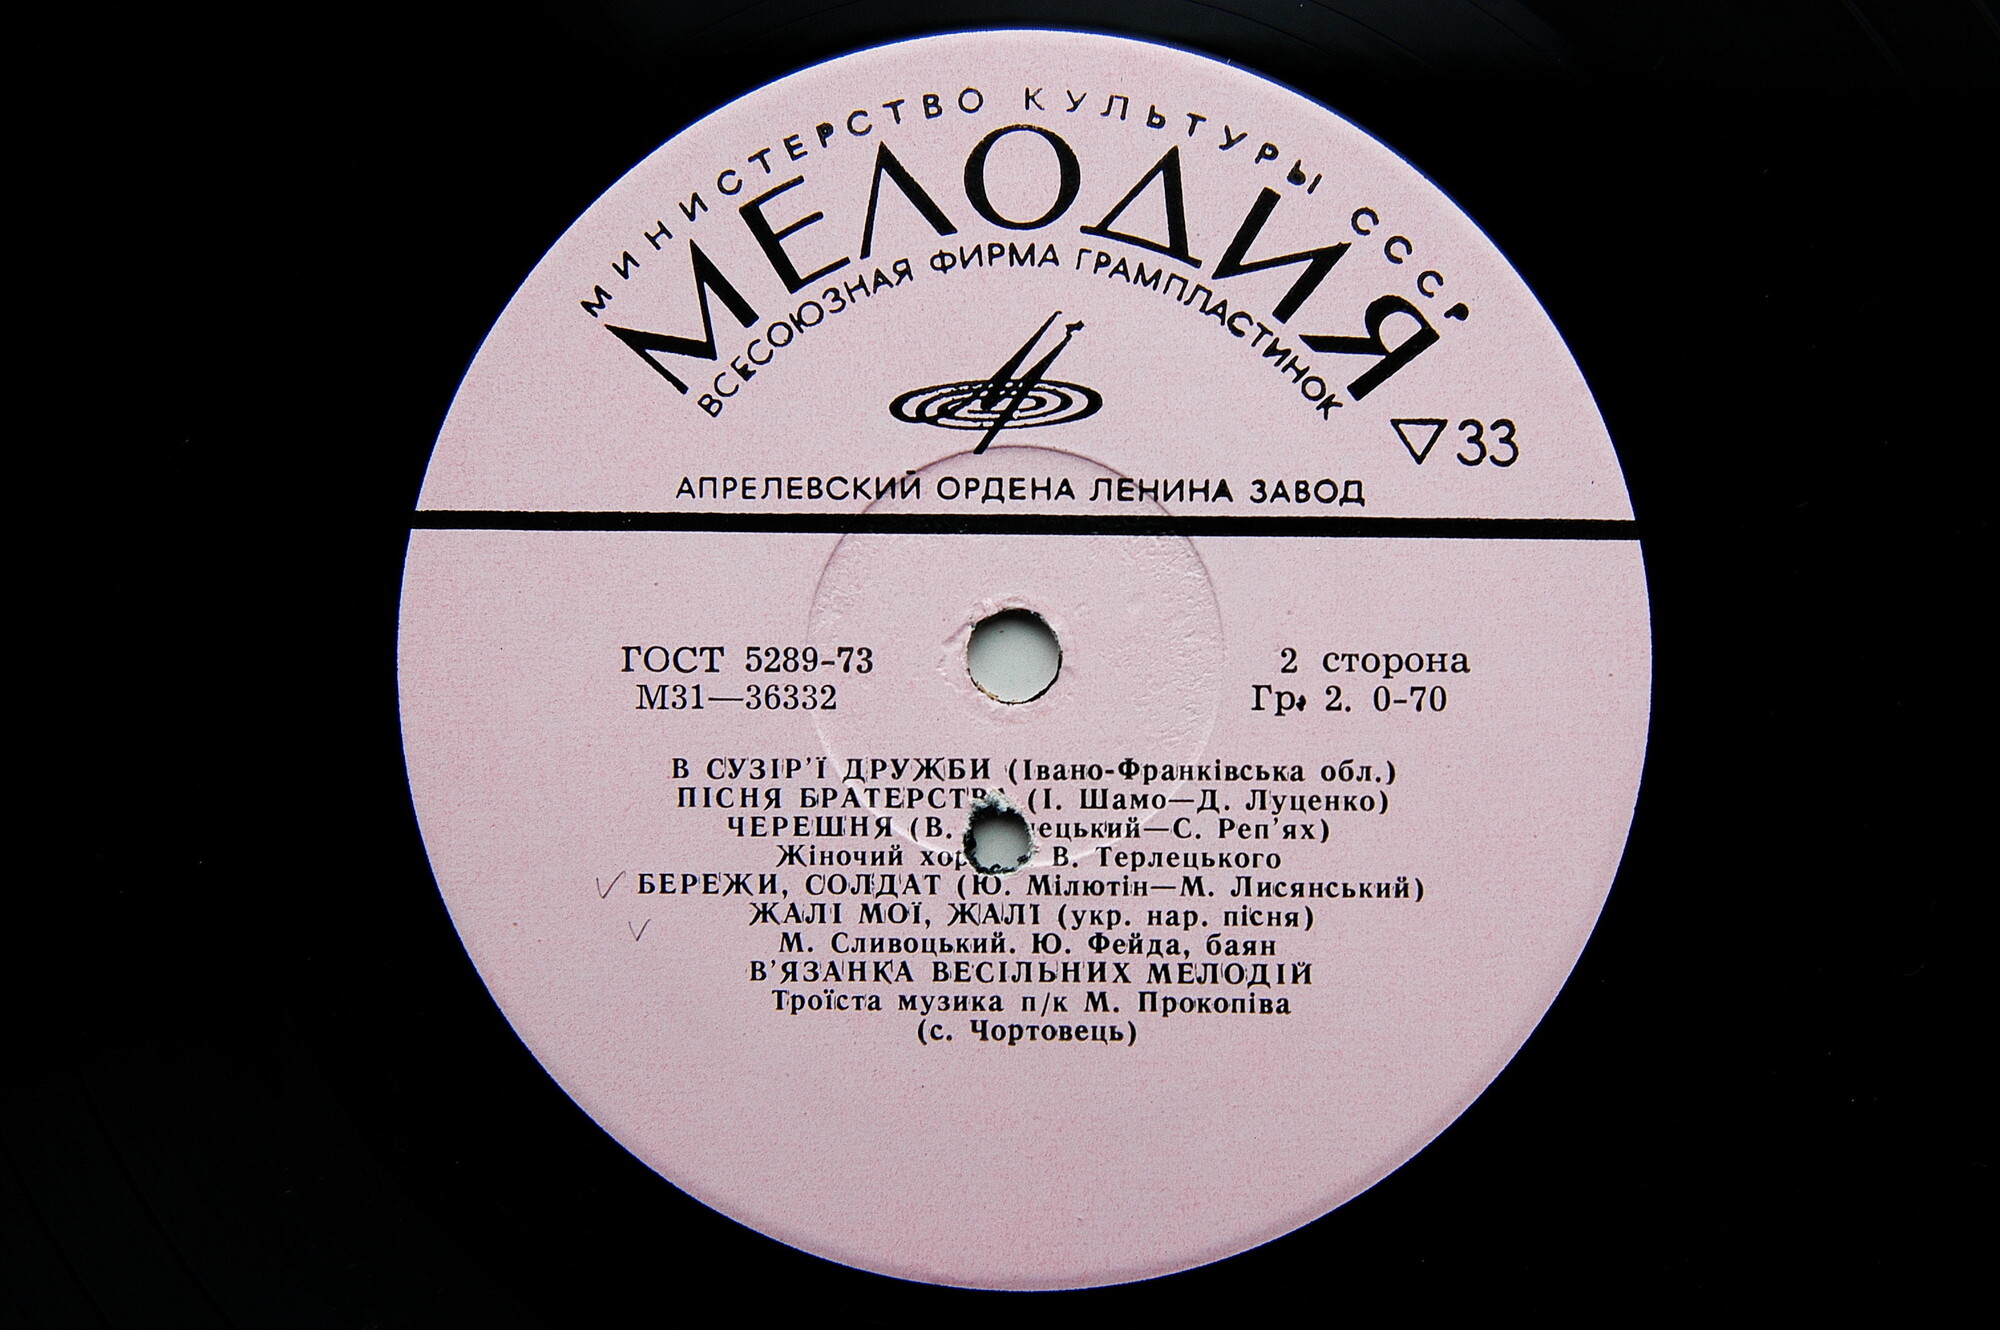 МИНИСТЕРСТВО КУЛЬТУРЫ СССР
МЕЛОДИЯ
ВСЕСОЮЗНАЯ ФИРМА ГРАМПЛАСТИНОК
33
АПРЕЛЕВСКИЙ ОРДЕНА ЛЕНИНА ЗАВОД
ГОСТ 5289-73
М31—36332
2 сторона
Гр. 2. 0-70
В СУЗІР'Ї ДРУЖБИ (Івано-Франківська обл.)
ПІСНЯ БРАТЕРСТВА (І. Шамо—Д. Луценко)
ЧЕРЕШНЯ (В. —С. Реп'ях)
Жіночий хор В. Терлецького
БЕРЕЖИ, СОЛДАТ (Ю. Мілютін—М. Лисянський)
ЖАЛІ МОЇ, ЖАЛІ (укр. нар. пісня)
М. Сливоцький. Ю. Фейда, баян
В'ЯЗАНКА ВЕСІЛЬНИХ МЕЛОДІЙ
Троїста музика п/к М. Прокопіва
(с. Чортовець)